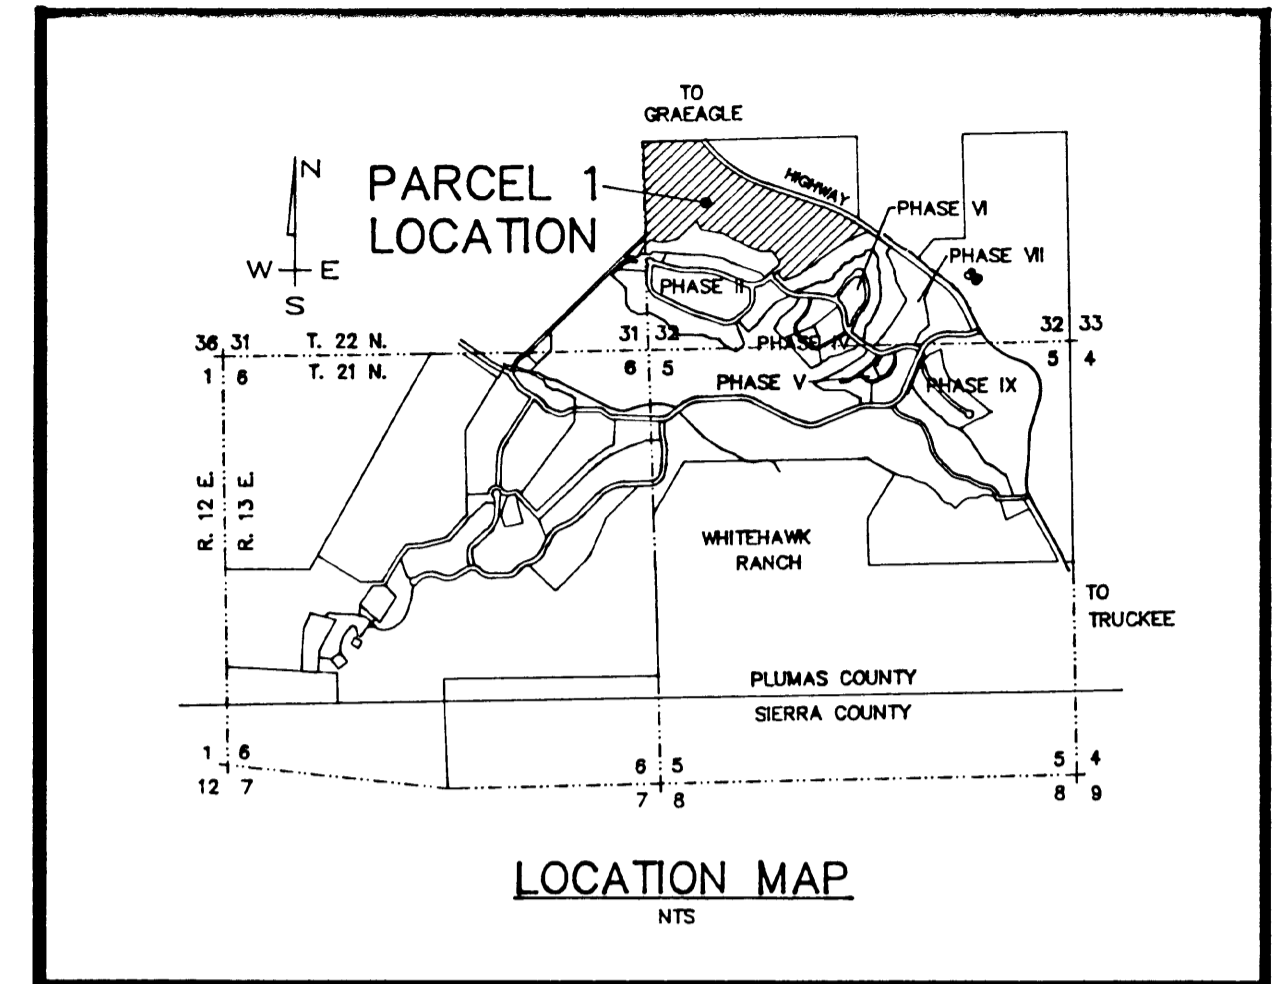 TO
GRAEAGLE
N
W E
S
PARCEL 1
LOCATION
HIGHWAY
PHASE VI
PHASE VII
PHASE II
36 31
T. 22 N.
31 32
PHASE IV
32 33
1 6
T. 21 N.
6 5
PHASE V
PHASE IX
5 4
R. 12 E.
R. 13 E.
WHITEHAWK
RANCH
TO
TRUCKEE
PLUMAS COUNTY
SIERRA COUNTY
1 6
6 5
5 4
12 7
7 8
8 9
LOCATION MAP
NTS